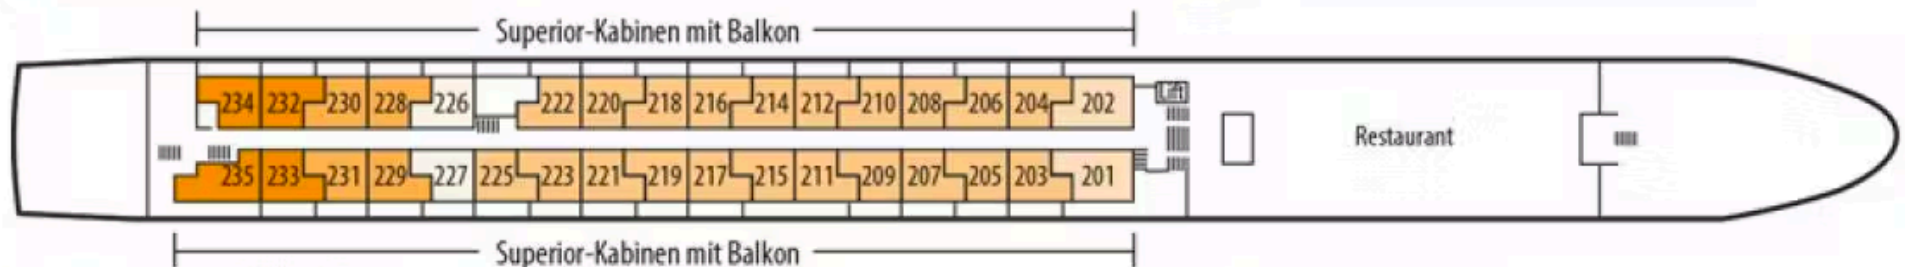 Superior-Kabinen mit Balkon
234 232 230 228 226 222 220 218 216 214 212 210 208 206 204 202 Lift
Restaurant
235 233 231 229 227 225 223 221 219 217 215 211 209 207 205 203 201
Superior-Kabinen mit Balkon